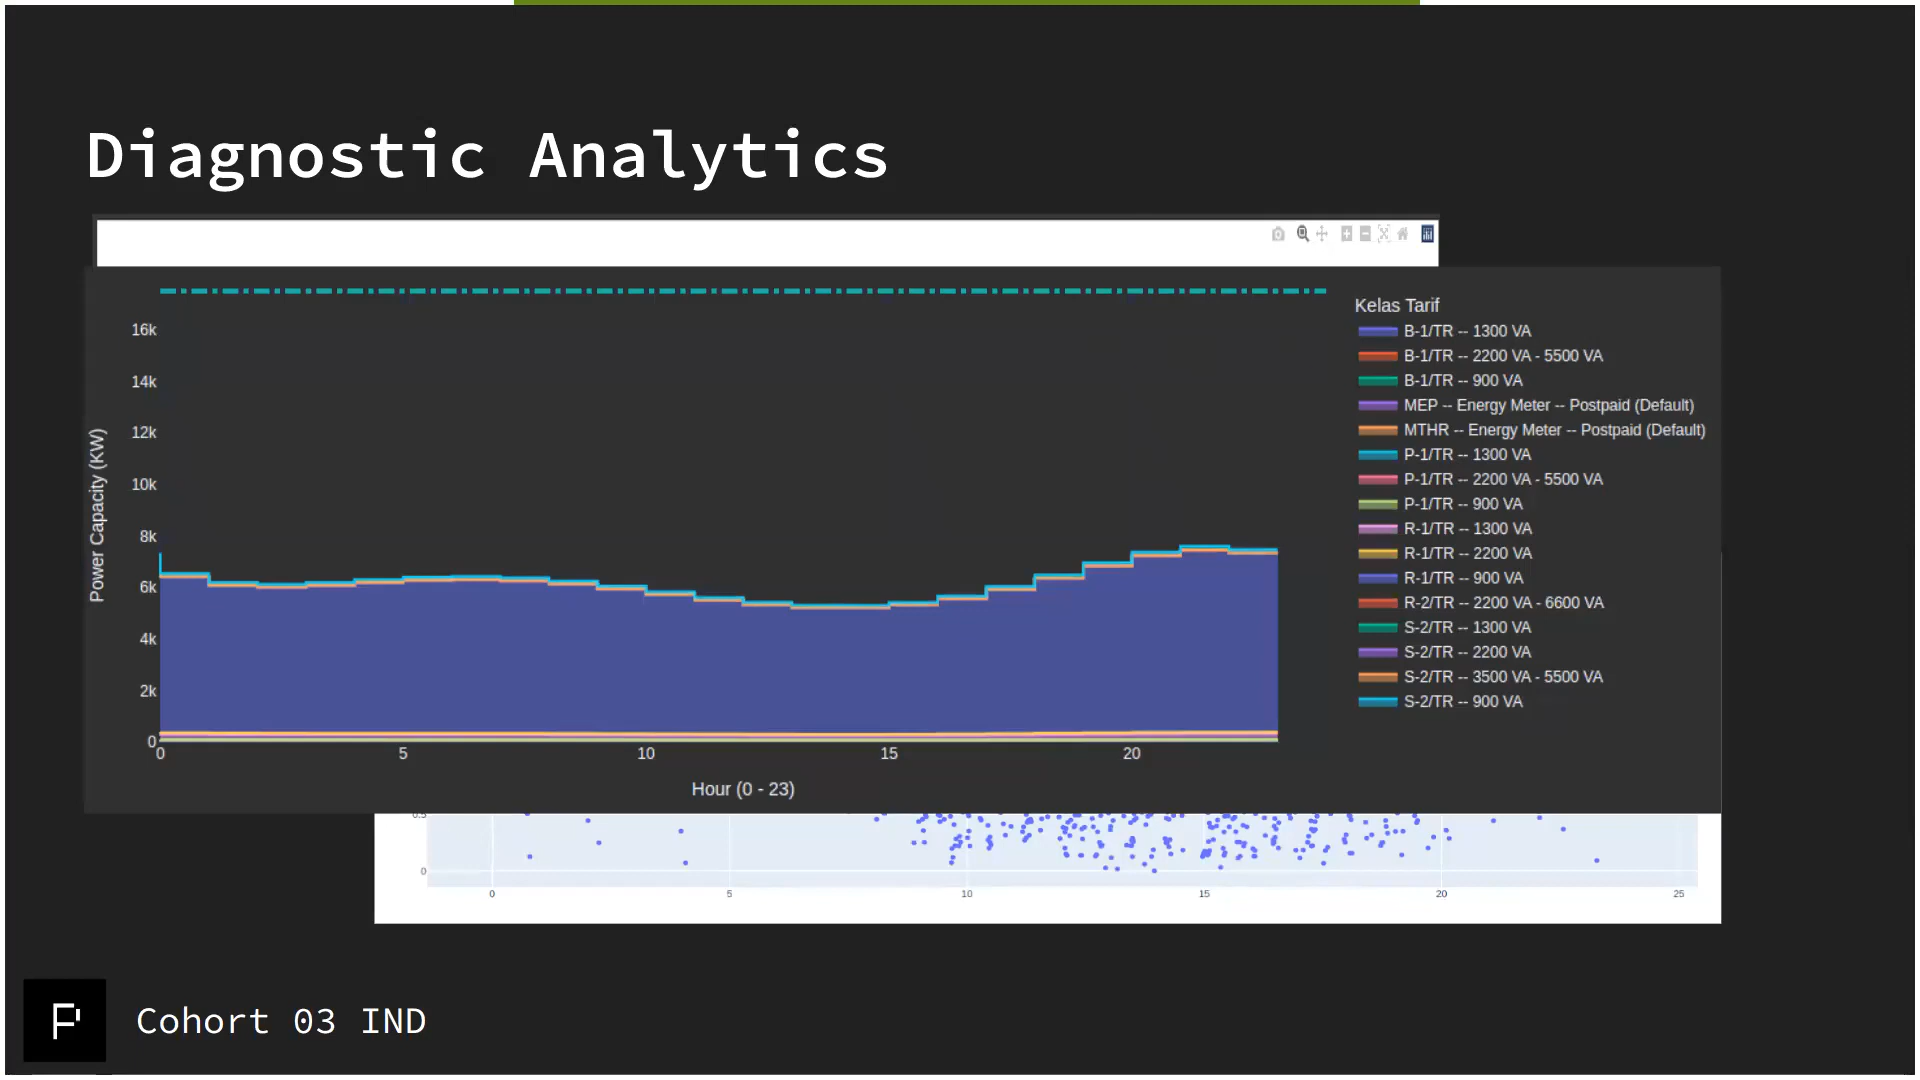 Diagnostic Analytics
Kelas Tarif
B-1/TR -- 1300 VA
B-1/TR -- 2200 VA - 5500 VA
B-1/TR -- 900 VA
MEP -- Energy Meter -- Postpaid (Default)
MTHR -- Energy Meter -- Postpaid (Default)
P-1/TR -- 1300 VA
P-1/TR -- 2200 VA - 5500 VA
P-1/TR -- 900 VA
R-1/TR -- 1300 VA
R-1/TR -- 2200 VA
R-1/TR -- 900 VA
R-2/TR -- 2200 VA - 6600 VA
S-2/TR -- 1300 VA
S-2/TR -- 2200 VA
S-2/TR -- 3500 VA - 5500 VA
S-2/TR -- 900 VA
Power Capacity (KW)
16k
14k
12k
10k
8k
6k
4k
2k
0
0 5 10 15 20
Hour (0 - 23)
0.5
0
0 5 10 15 20 25
Cohort 03 IND